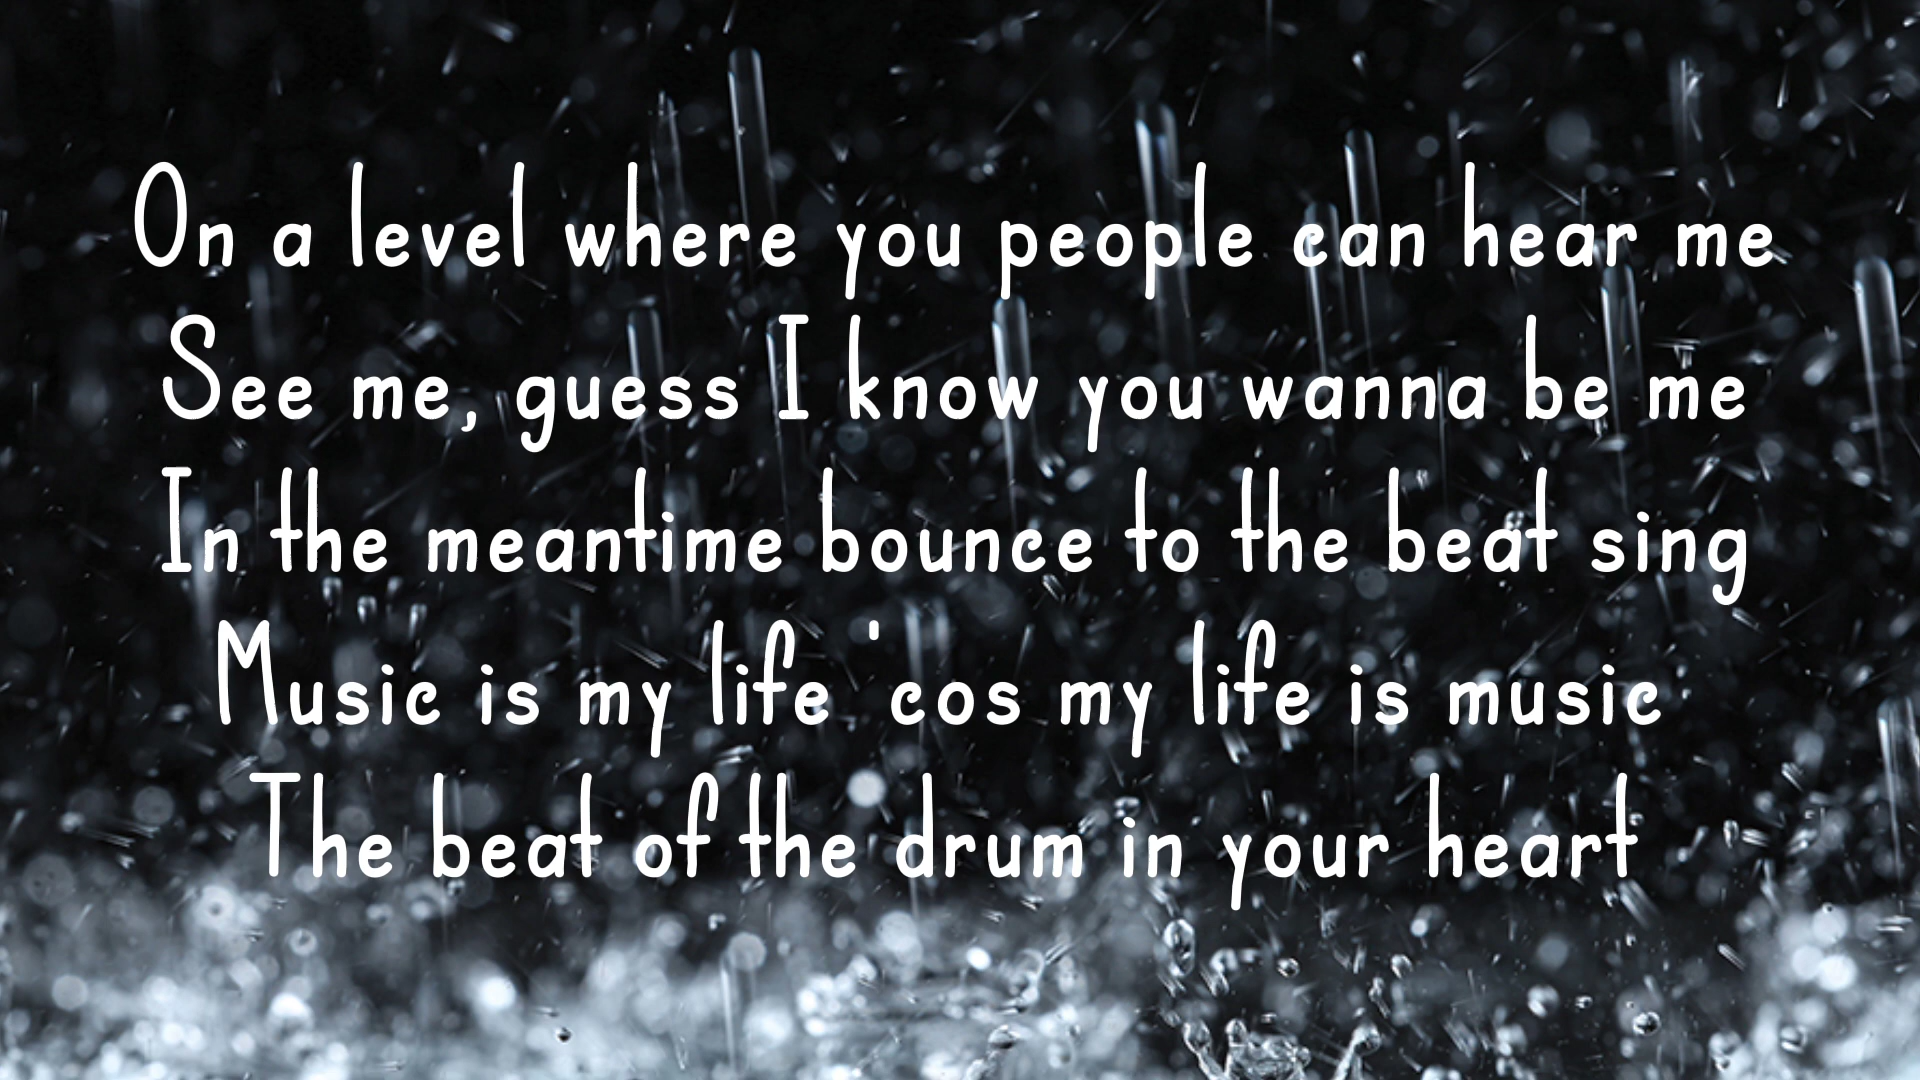 On a level where you people can hear me
See me, guess I know you wanna be me
In the meantime bounce to the beat sing
Music is my life 'cos my life is music
The beat of the drum in your heart